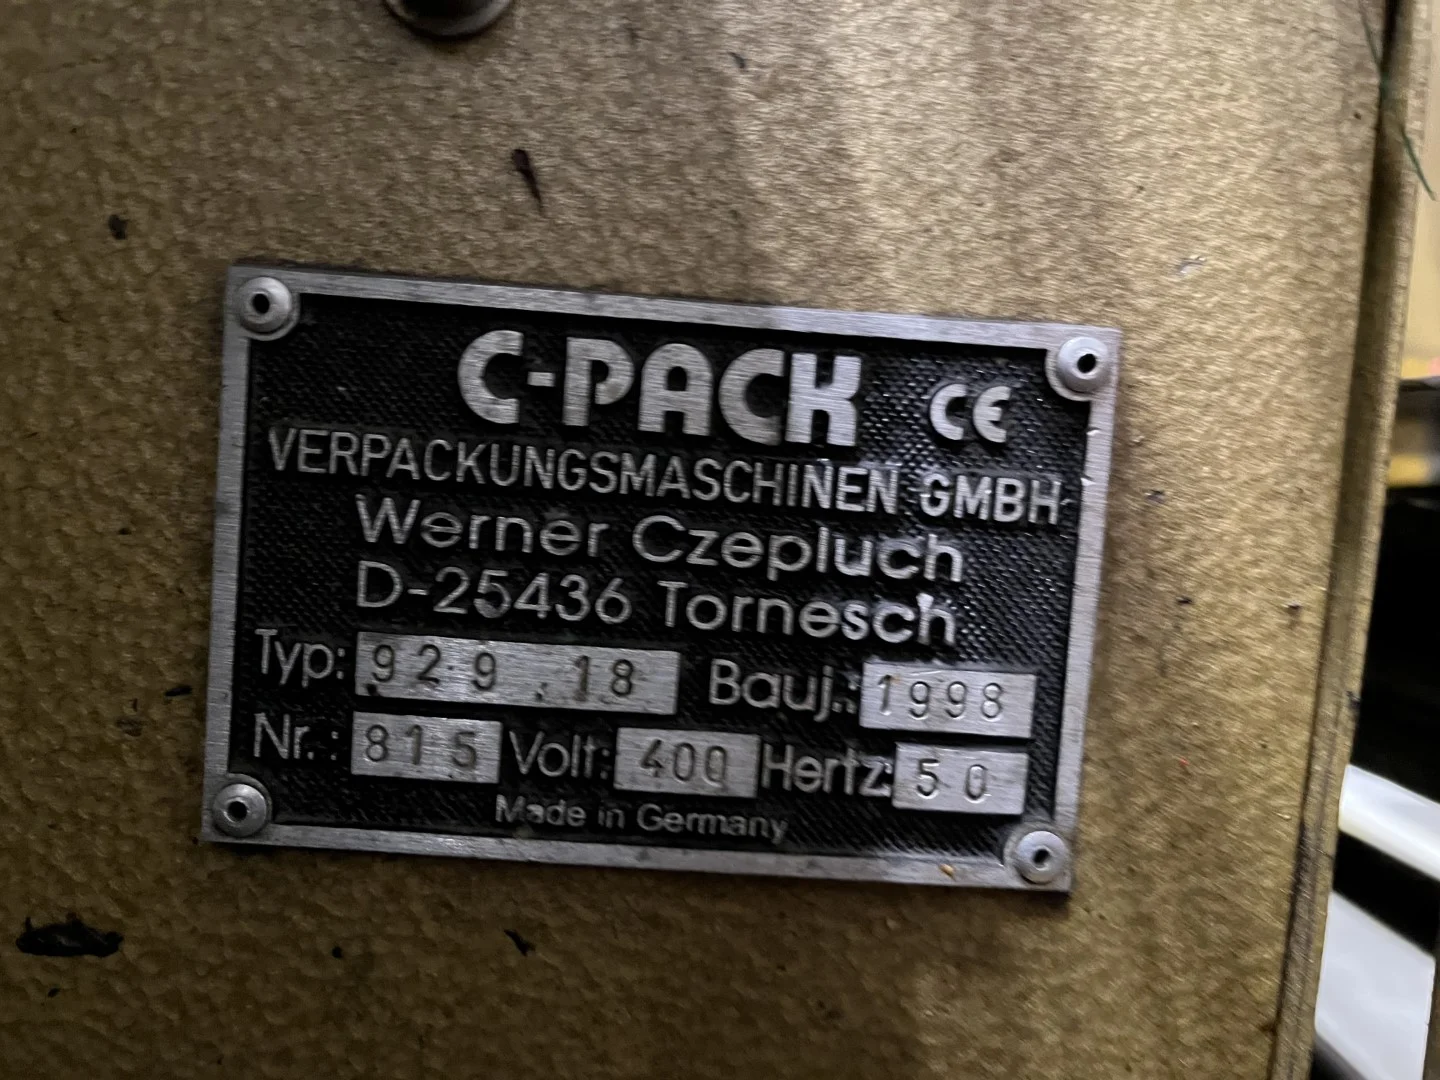 C-PACK CE
VERPACKUNGSMASCHINEN GMBH
Werner Czepluch
D-25436 Tornesch
Typ: 929.18 Bauj.: 1998
Nr.: 815 Volt: 400 Hertz: 50
Made in Germany